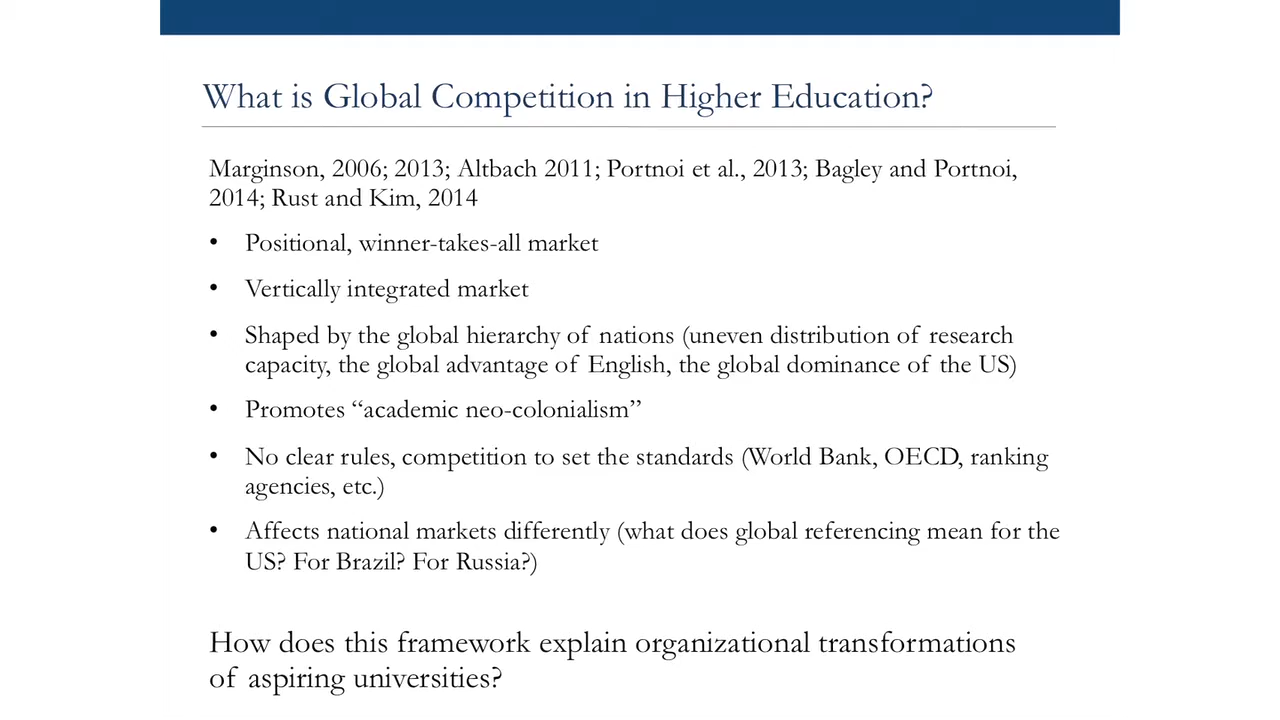 What is Global Competition in Higher Education?
Marginson, 2006; 2013; Altbach 2011; Portnoi et al., 2013; Bagley and Portnoi,
2014; Rust and Kim, 2014
• Positional, winner-takes-all market
• Vertically integrated market
• Shaped by the global hierarchy of nations (uneven distribution of research
capacity, the global advantage of English, the global dominance of the US)
• Promotes “academic neo-colonialism”
• No clear rules, competition to set the standards (World Bank, OECD, ranking
agencies, etc.)
• Affects national markets differently (what does global referencing mean for the
US? For Brazil? For Russia?)
How does this framework explain organizational transformations
of aspiring universities?